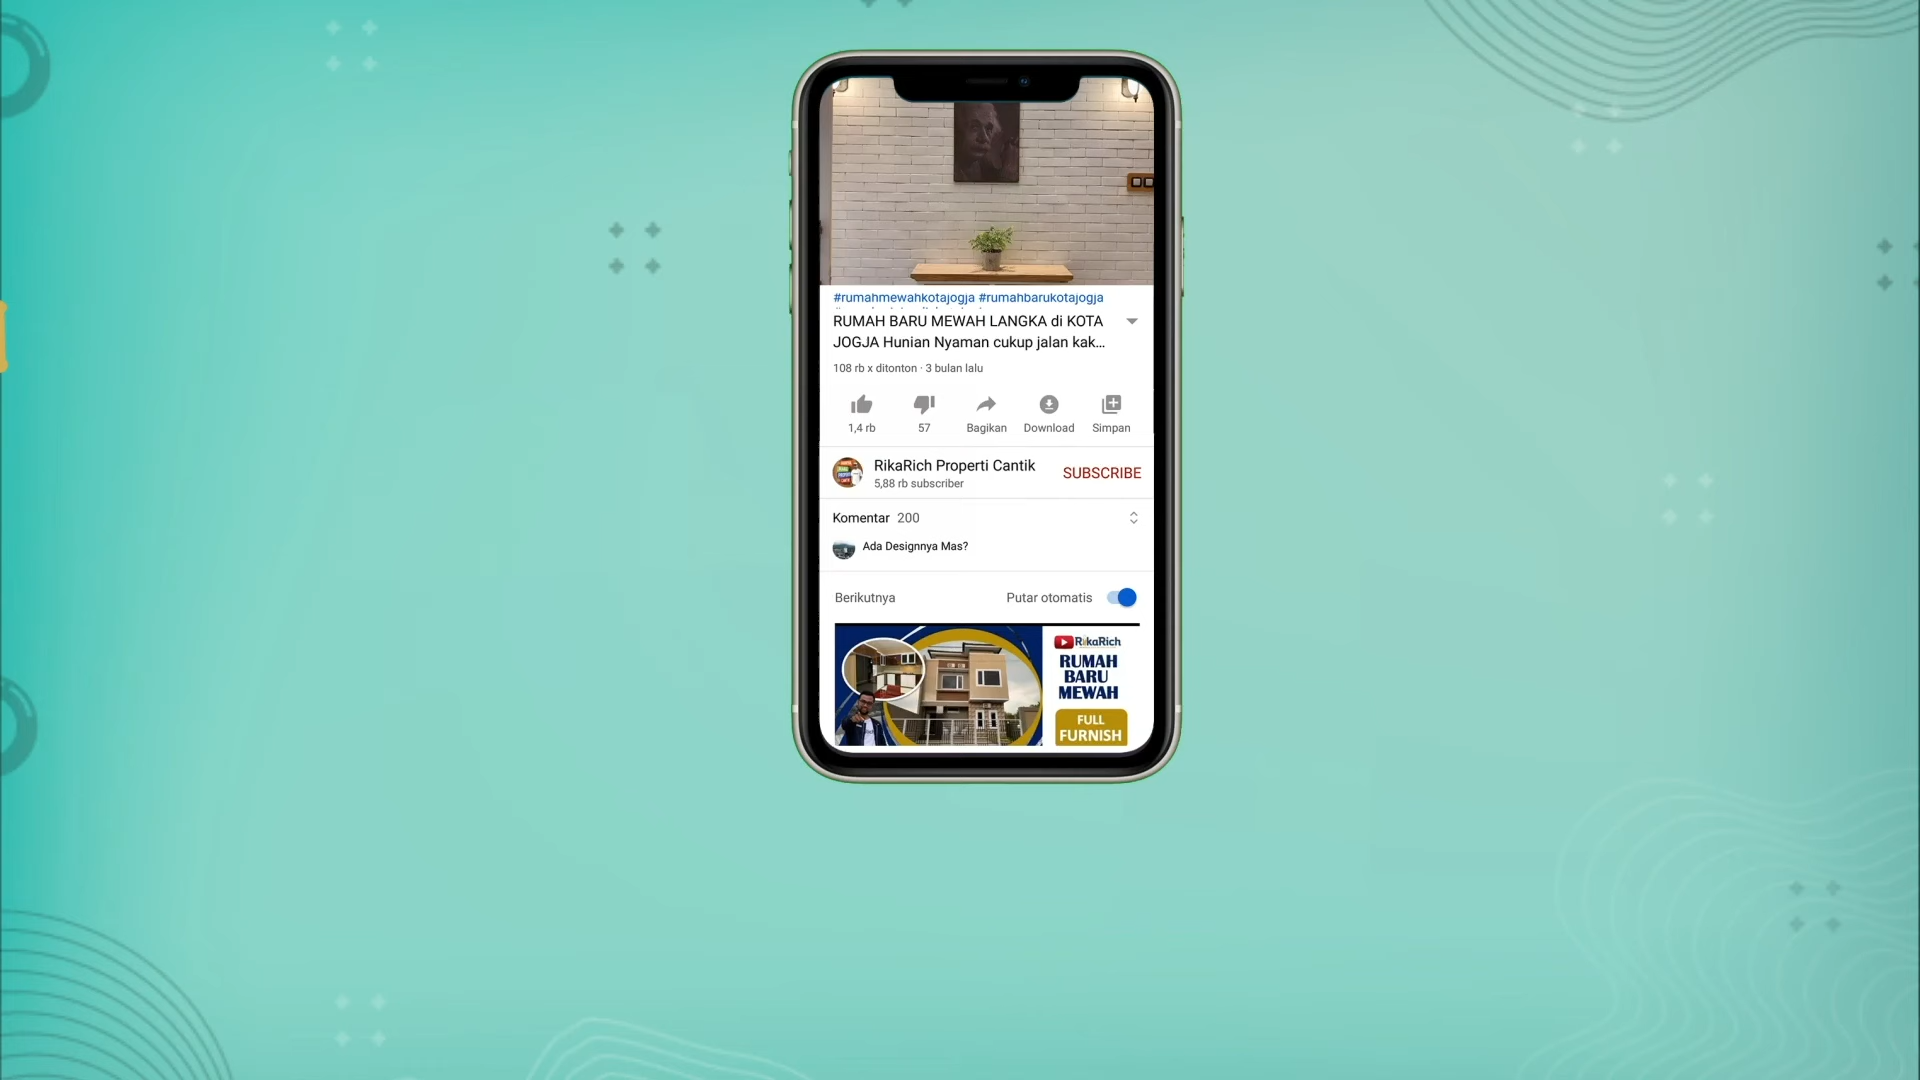 #rumahmewahkotajogja #rumahbarukotajogja
RUMAH BARU MEWAH LANGKA di KOTA
JOGJA Hunian Nyaman cukup jalan kak...
108 rb x ditonton · 3 bulan lalu
1,4 rb
57
Bagikan
Download
Simpan
RikaRich Properti Cantik
5,88 rb subscriber
SUBSCRIBE
Komentar 200
Ada Designnya Mas?
Berikutnya
Putar otomatis
RikaRich
RUMAH
BARU
MEWAH
FULL
FURNISH